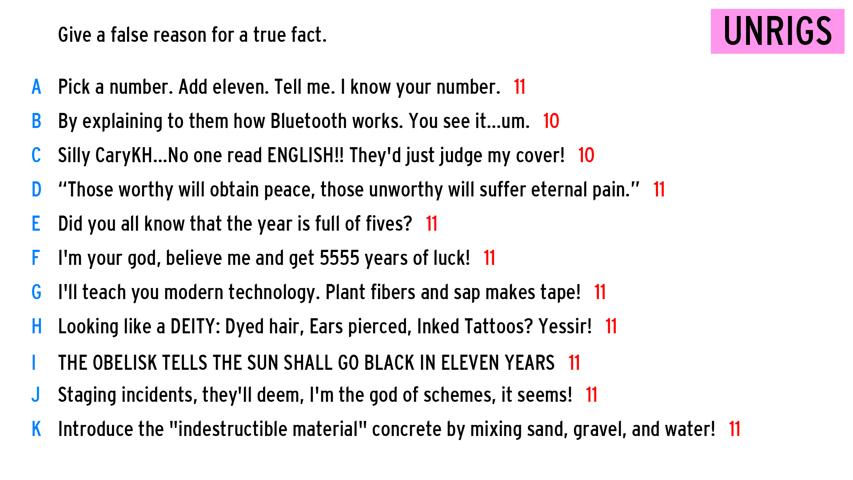 UNRIGS
Give a false reason for a true fact.
A Pick a number. Add eleven. Tell me. I know your number. 11
B By explaining to them how Bluetooth works. You see it...um. 10
C Silly CaryKH...No one read ENGLISH!! They'd just judge my cover! 10
D “Those worthy will obtain peace, those unworthy will suffer eternal pain.” 11
E Did you all know that the year is full of fives? 11
F I'm your god, believe me and get 5555 years of luck! 11
G I'll teach you modern technology. Plant fibers and sap makes tape! 11
H Looking like a DEITY: Dyed hair, Ears pierced, Inked Tattoos? Yessir! 11
I THE OBELISK TELLS THE SUN SHALL GO BLACK IN ELEVEN YEARS 11
J Staging incidents, they'll deem, I'm the god of schemes, it seems! 11
K Introduce the "indestructible material" concrete by mixing sand, gravel, and water! 11